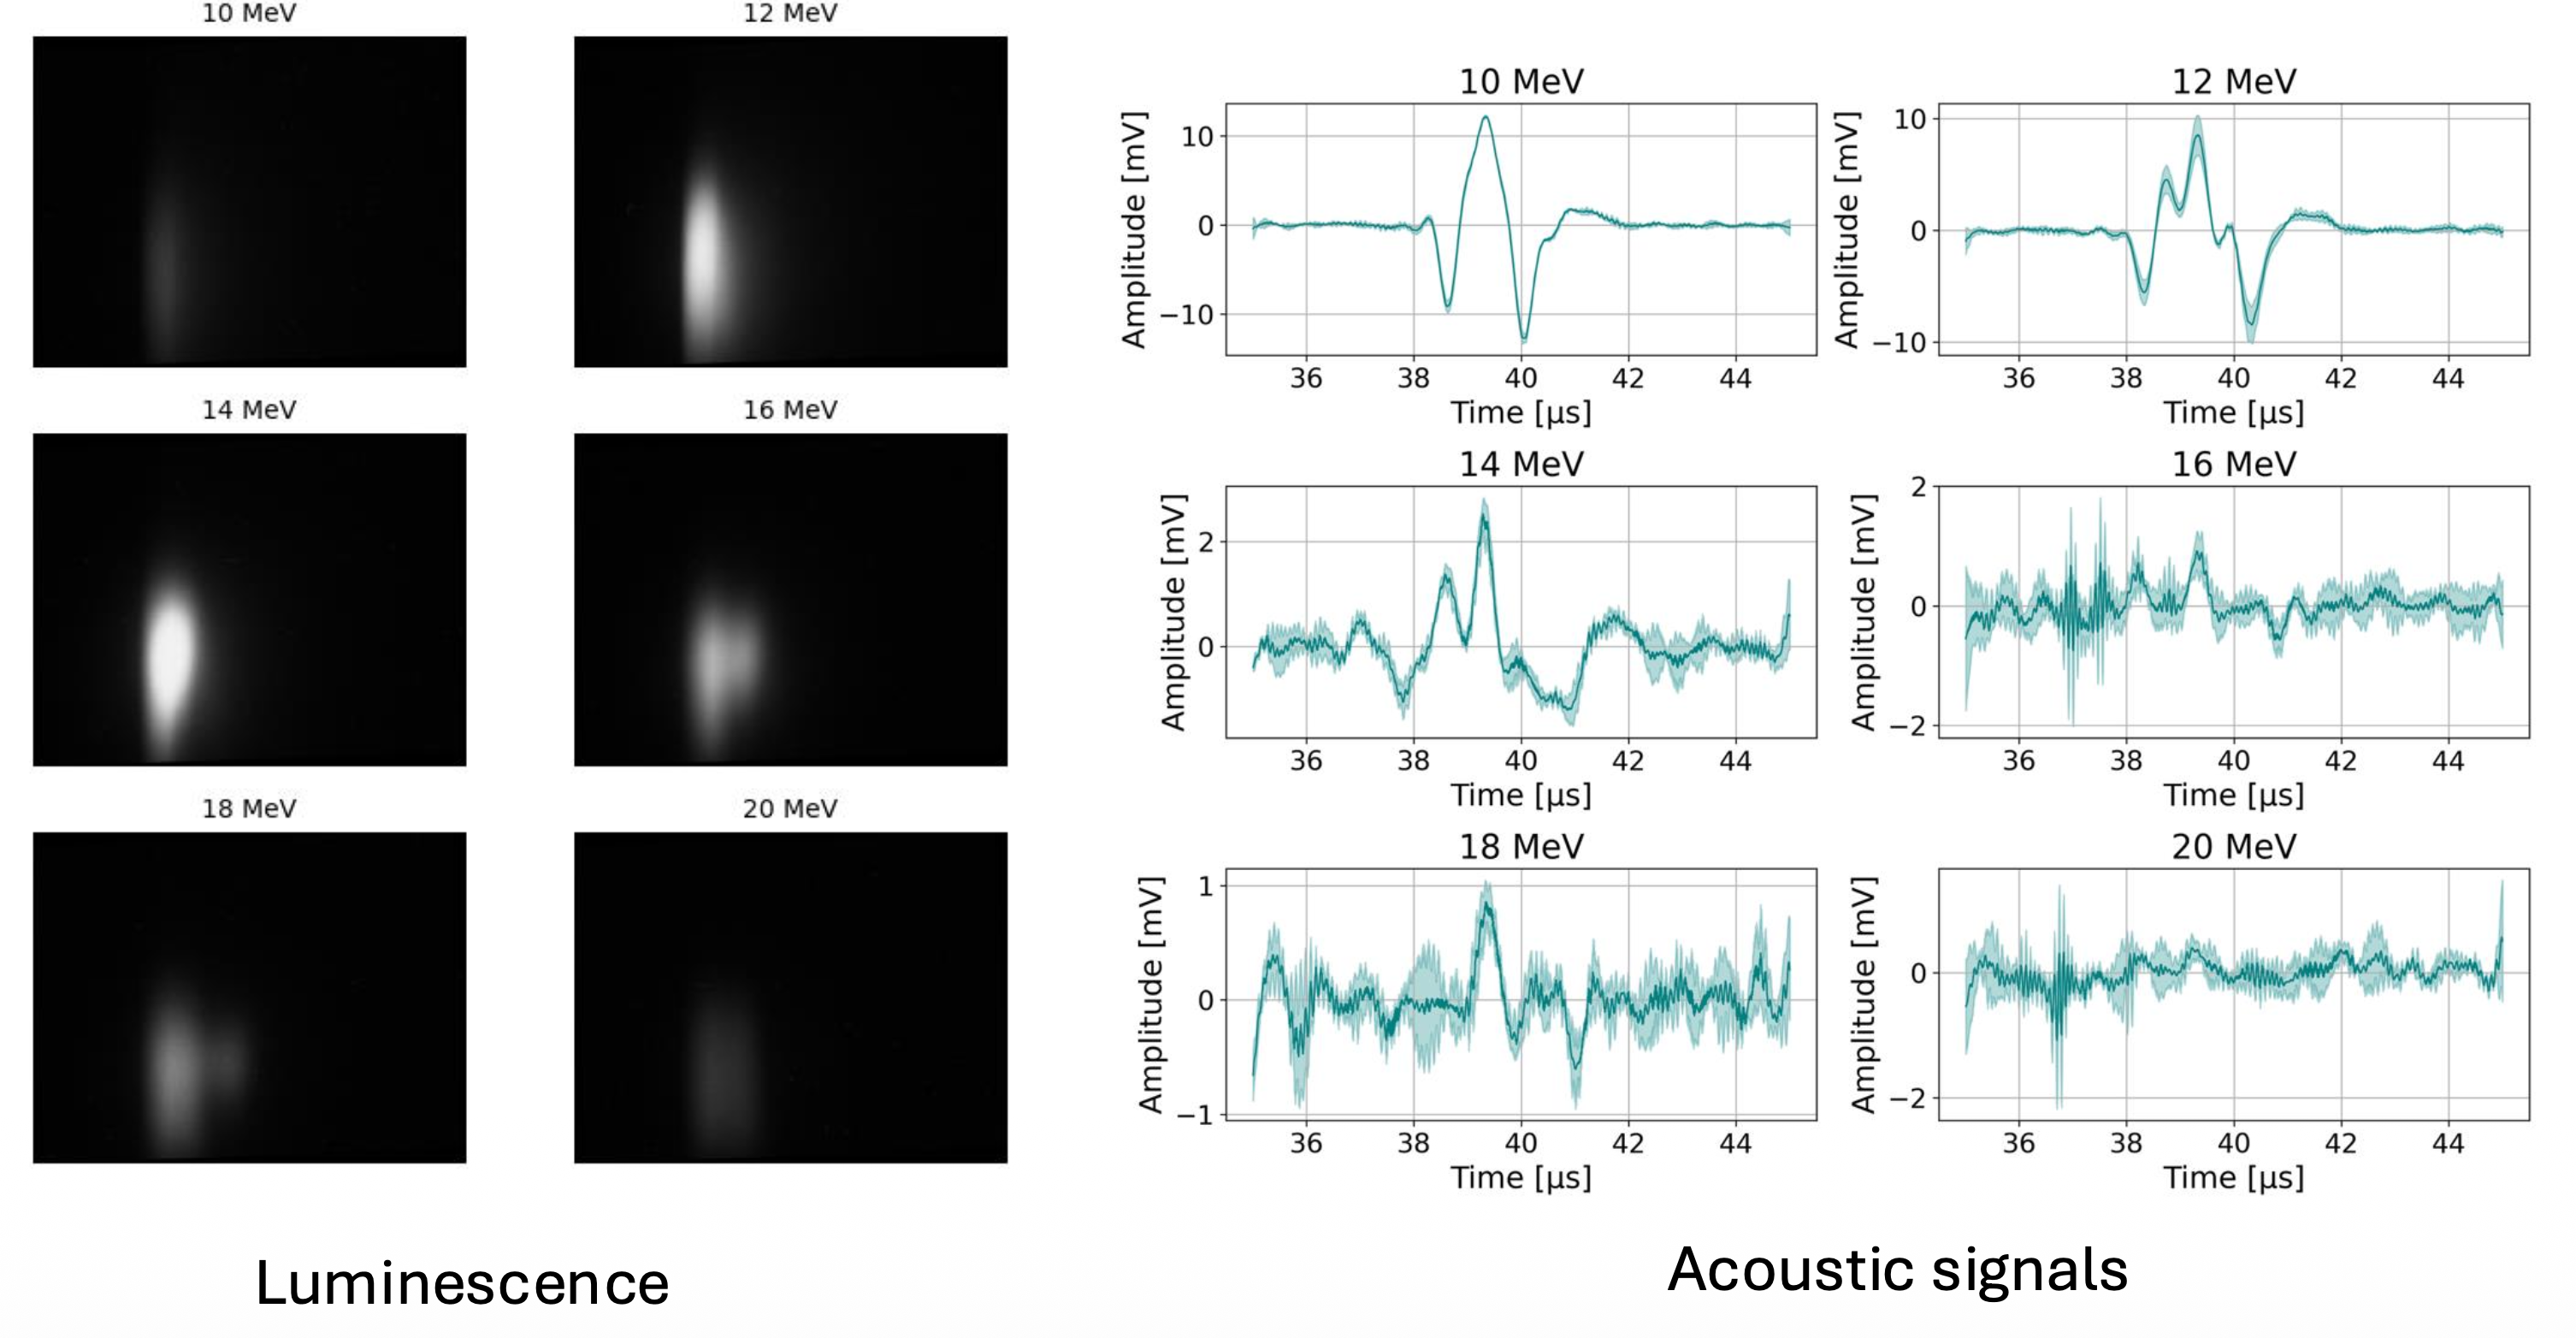 10 MeV
12 MeV
14 MeV
16 MeV
18 MeV
20 MeV
Luminescence
10 MeV
Amplitude [mV]
10
0
−10
36 38 40 42 44
Time [µs]
12 MeV
Amplitude [mV]
10
0
−10
36 38 40 42 44
Time [µs]
14 MeV
Amplitude [mV]
2
0
36 38 40 42 44
Time [µs]
16 MeV
Amplitude [mV]
2
0
−2
36 38 40 42 44
Time [µs]
18 MeV
Amplitude [mV]
1
0
−1
36 38 40 42 44
Time [µs]
20 MeV
Amplitude [mV]
0
−2
36 38 40 42 44
Time [µs]
Acoustic signals